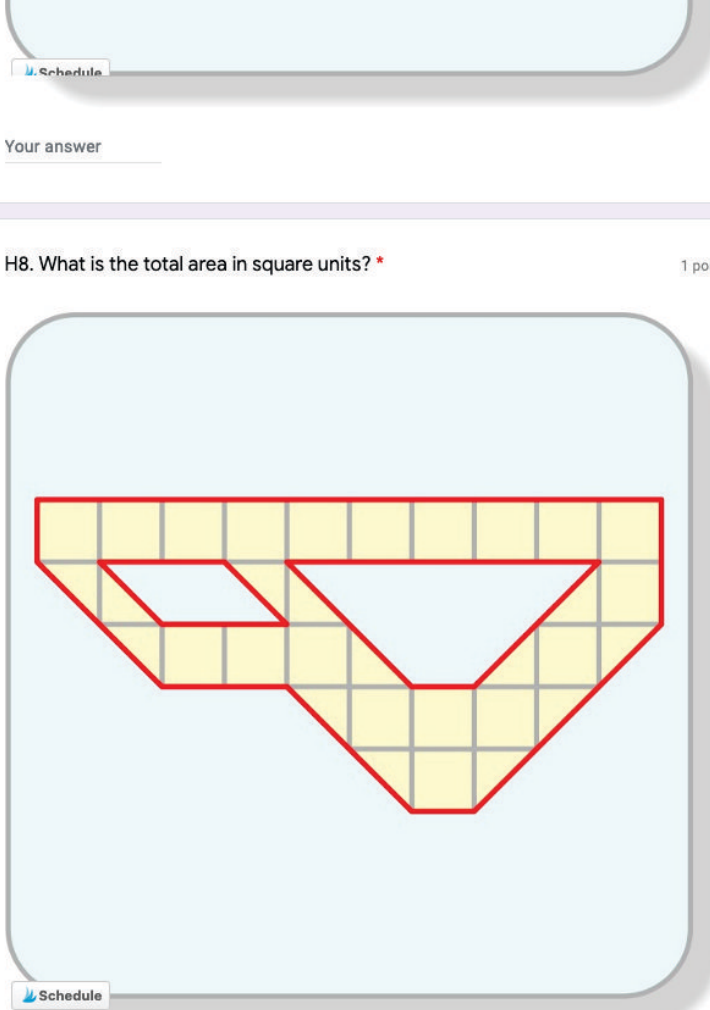 Schedule
Your answer
H8. What is the total area in square units? *
1 po
Schedule